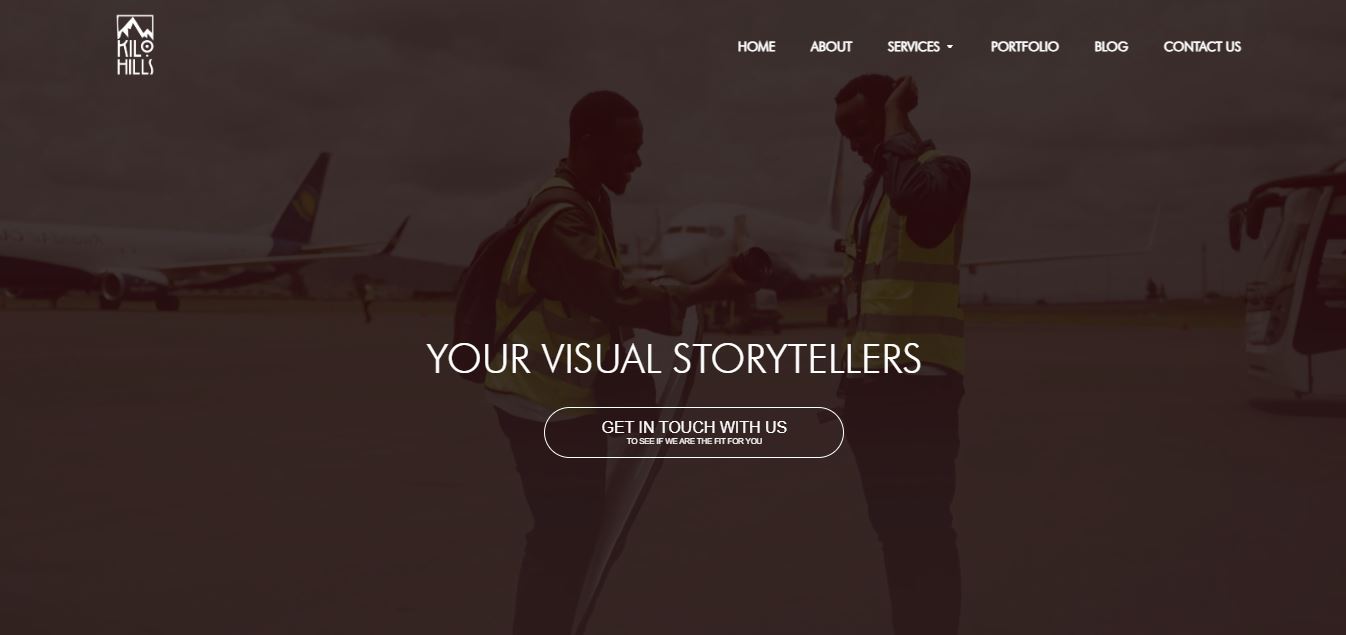 KILO
HILLS
HOME
ABOUT
SERVICES
PORTFOLIO
BLOG
CONTACT US
YOUR VISUAL STORYTELLERS
GET IN TOUCH WITH US
TO SEE IF WE ARE THE FIT FOR YOU